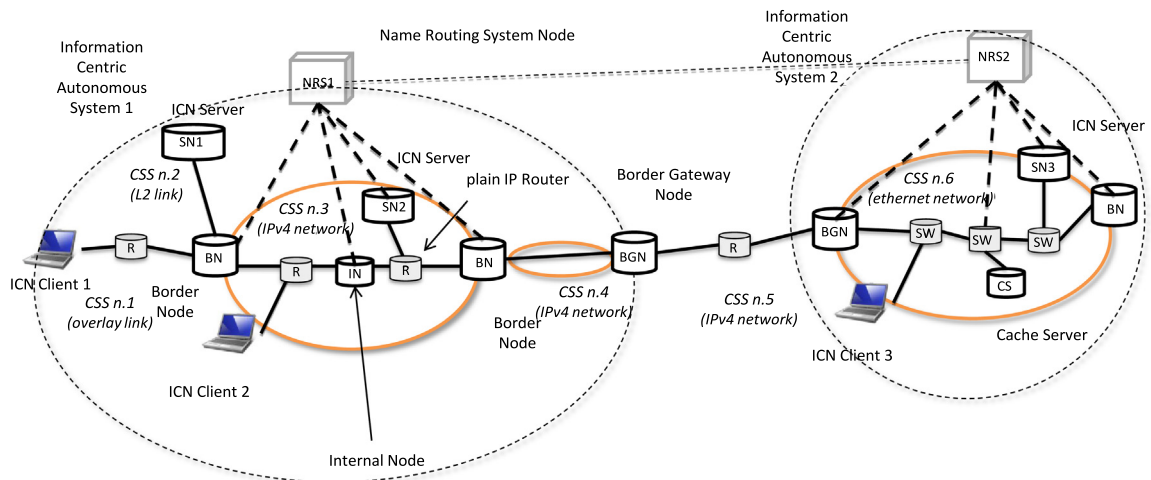 Information
Centric
Autonomous
System 1
Name Routing System Node
Information
Centric
Autonomous
System 2
NRS1
NRS2
ICN Server
SN1
CSS n.2
(L2 link)
ICN Server
SN2
plain IP Router
CSS n.3
(IPv4 network)
Border Gateway
Node
ICN Server
SN3
CSS n.6
(ethernet network)
BN
BGN
SW
SW
SW
CS
R
BN
R
IN
R
BN
BGN
R
ICN Client 1
CSS n.1
(overlay link)
Border
Node
CSS n.4
(IPv4 network)
Border
Node
CSS n.5
(IPv4 network)
Cache Server
ICN Client 3
ICN Client 2
Internal Node